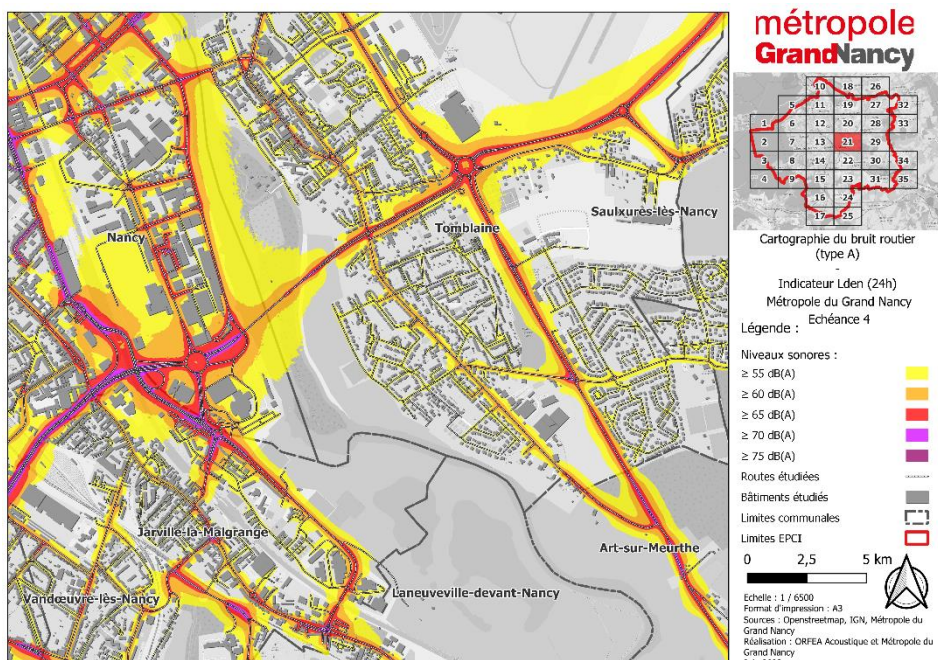 métropole
GrandNancy
10 18 26
5 11 19 27 32
1 6 12 20 28 33
2 7 13 21 29
3 8 14 22 30 34
4 9 15 23 31 35
16 24
17 25
Cartographie du bruit routier
(type A)
-
Indicateur Lden (24h)
Métropole du Grand Nancy
Echéance 4
Légende :
Niveaux sonores :
≥ 55 dB(A)
≥ 60 dB(A)
≥ 65 dB(A)
≥ 70 dB(A)
≥ 75 dB(A)
Routes étudiées
Bâtiments étudiés
Limites communales
Limites EPCI
0 2,5 5 km
Echelle : 1 / 6500
Format d'impression : A3
Sources : Openstreetmap, IGN, Métropole du
Grand Nancy
Réalisation : ORFEA Acoustique et Métropole du
Grand Nancy
Saulxures-lès-Nancy
Tomblaine
Nancy
Jarville-la-Malgrange
Art-sur-Meurthe
Vandœuvre-lès-Nancy
Laneuveville-devant-Nancy